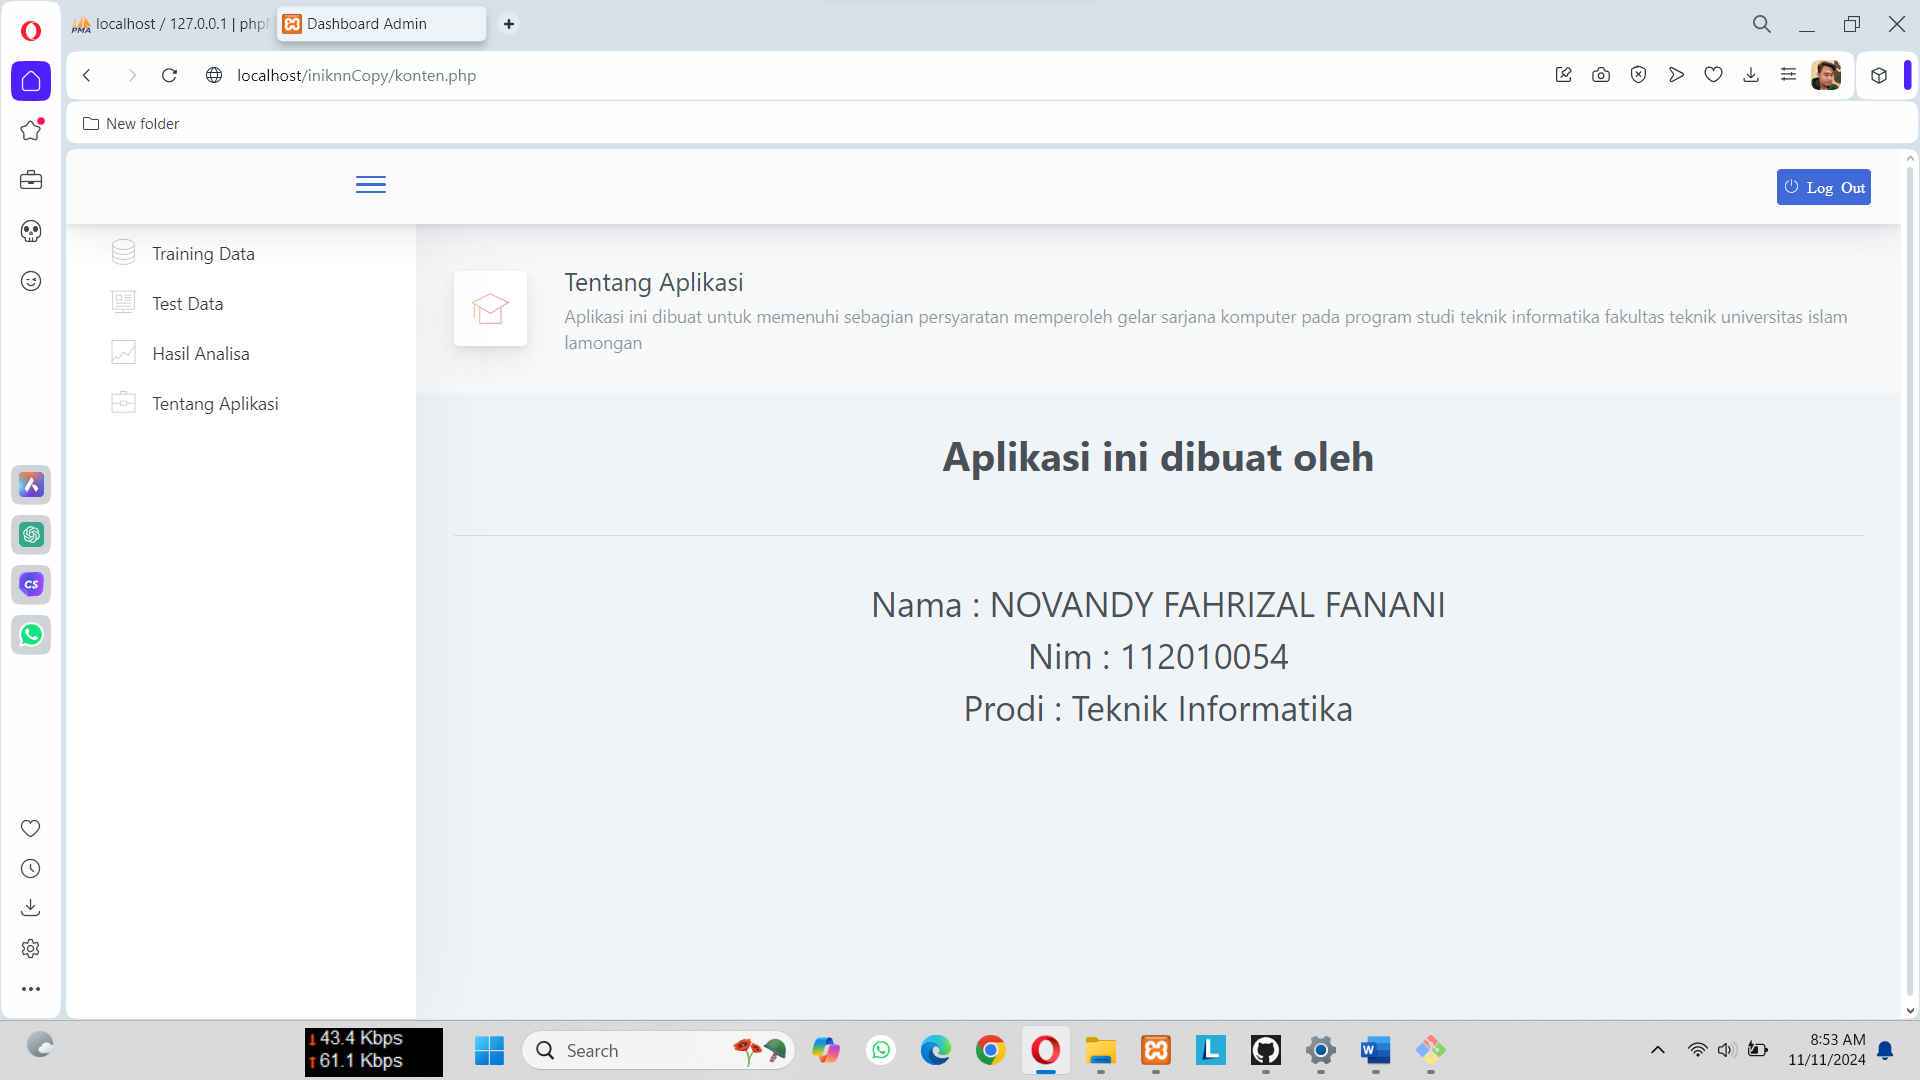 localhost / 127.0.0.1 | php
Dashboard Admin
localhost/iniknnCopy/konten.php
New folder
Log Out
Training Data
Test Data
Hasil Analisa
Tentang Aplikasi
Tentang Aplikasi
Aplikasi ini dibuat untuk memenuhi sebagian persyaratan memperoleh gelar sarjana komputer pada program studi teknik informatika fakultas teknik universitas islam
lamongan
Aplikasi ini dibuat oleh
Nama : NOVANDY FAHRIZAL FANANI
Nim : 112010054
Prodi : Teknik Informatika
CS
43.4 Kbps
61.1 Kbps
Search
8:53 AM
11/11/2024